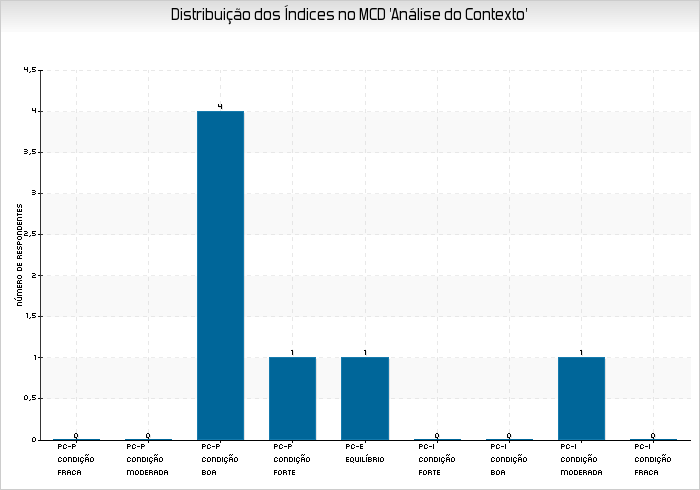 Distribuição dos Índices no MCD 'Análise do Contexto'
NÚMERO DE RESPONDENTES
4,5
4
3,5
3
2,5
2
1,5
1
0,5
0
0
0
4
1
1
0
0
1
0
PC-P
CONDIÇÃO
FRACA
PC-P
CONDIÇÃO
MODERADA
PC-P
CONDIÇÃO
BOA
PC-P
CONDIÇÃO
FORTE
PC-E
EQUILÍBRIO
PC-I
CONDIÇÃO
FORTE
PC-I
CONDIÇÃO
BOA
PC-I
CONDIÇÃO
MODERADA
PC-I
CONDIÇÃO
FRACA